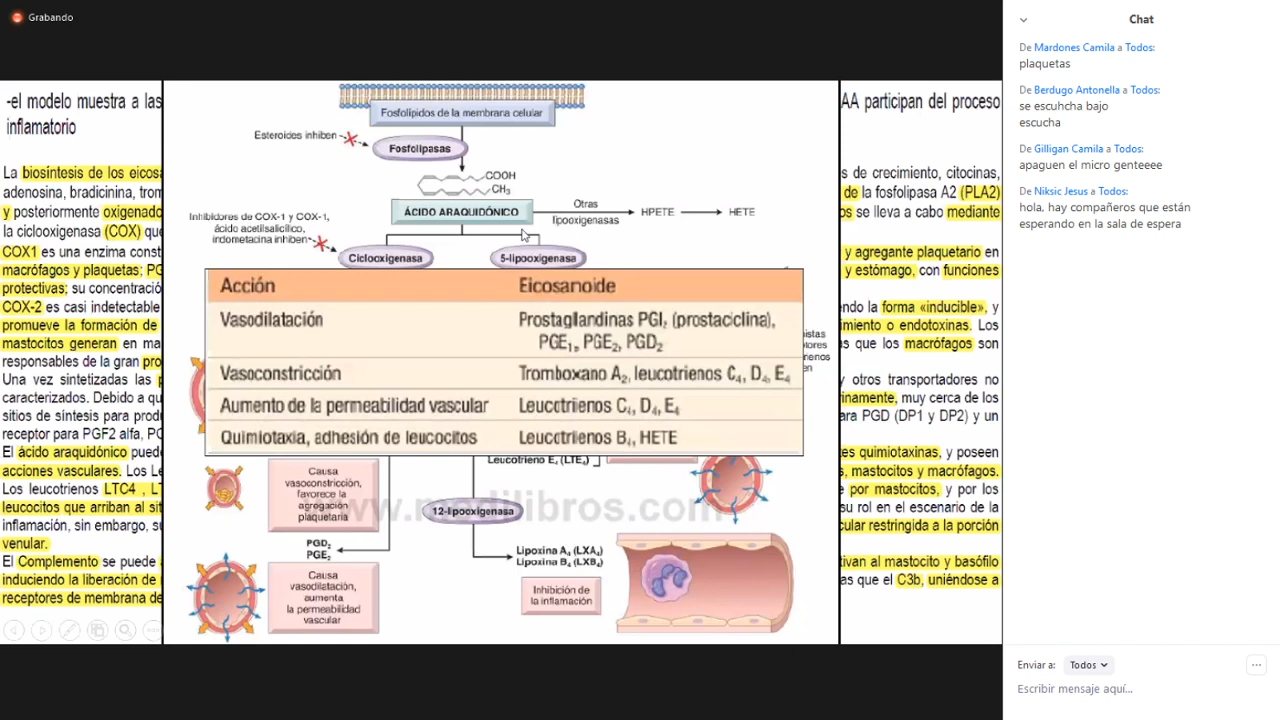 Grabando
-el modelo muestra a las
inflamatorio
La biosíntesis de los eicosa
adenosina, bradicinina, trom
y posteriormente oxigenado
la ciclooxigenasa (COX) que
COX1 es una enzima const
macrófagos y plaquetas; PG
protectivas; su concentració
COX-2 es casi indetectable
promueve la formación de
mastocitos generan en ma
responsables de la gran pro
Una vez sintetizadas las p
caracterizados. Debido a qu
sitios de síntesis para produ
receptor para PGF2 alfa, PG
El ácido araquidónico puede
acciones vasculares. Los Le
Los leucotrienos LTC4 , LT
leucocitos que arriban al sit
inflamación, sin embargo, su
venular.
El Complemento se puede
induciendo la liberación de
receptores de membrana de
Fosfolípidos de la membrana celular
Esteroides inhiben
Fosfolipasas
COOH
CH3
ÁCIDO ARAQUIDÓNICO
Otras
lipooxigenasas
HPETE
HETE
Inhibidores de COX-1 y COX-1,
ácido acetilsalicílico,
indometacina inhiben
Ciclooxigenasa
5-lipooxigenasa
Acción Eicosanoide
Vasodilatación Prostaglandinas PGI2 (prostaciclina),
PGE1, PGE2, PGD2
Vasoconstricción Tromboxano A2, leucotrienos C4, D4, E4
Aumento de la permeabilidad vascular Leucotrienos C4, D4, E4
Quimiotaxia, adhesión de leucocitos Leucotrienos B4, HETE
Leucotrieno E4 (LTE4)
Causa
vasoconstricción,
favorece la
agregación
plaquetaria
12-lipooxigenasa
PGD2
PGE2
Causa
vasodilatación,
aumenta
la permeabilidad
vascular
Lipoxina A4 (LXA4)
Lipoxina B4 (LXB4)
Inhibición de
la inflamación
www.medilibros.com
AA participan del proceso
s de crecimiento, citocinas,
de la fosfolipasa A2 (PLA2)
os se lleva a cabo mediante
y agregante plaquetario en
y estómago, con funciones
endo la forma «inducible», y
imiento o endotoxinas. Los
as que los macrófagos son
y otros transportadores no
rinamente, muy cerca de los
ara PGD (DP1 y DP2) y un
tes quimiotaxinas, y poseen
s, mastocitos y macrófagos.
por mastocitos, y por los
su rol en el escenario de la
cular restringida a la porción
tivan al mastocito y basófilo
as que el C3b, uniéndose a
Chat
De Mardones Camila a Todos:
plaquetas
De Berdugo Antonella a Todos:
se escuhcha bajo
escucha
De Gilligan Camila a Todos:
apaguen el micro genteeee
De Niksic Jesus a Todos:
hola, hay compañeros que están
esperando en la sala de espera
Enviar a: Todos
Escribir mensaje aquí...